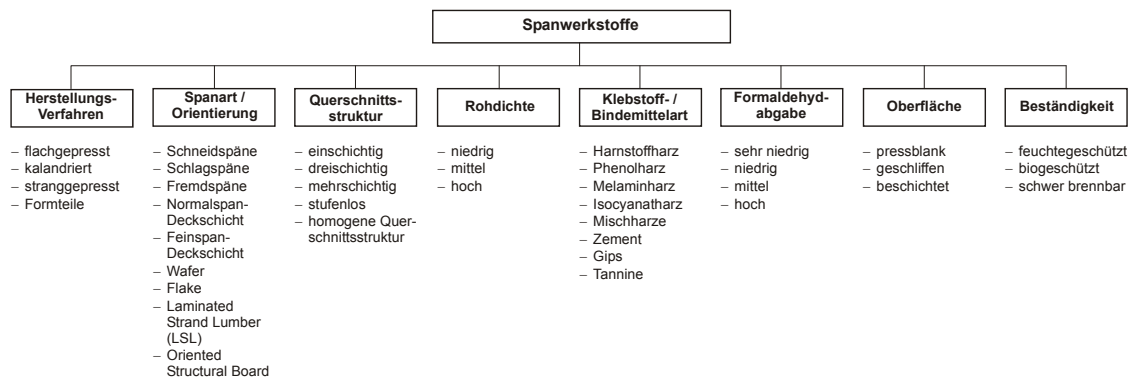 Spanwerkstoffe
Herstellungs-
Verfahren
– flachgepresst
– kalandriert
– stranggepresst
– Formteile
Spanart /
Orientierung
– Schneidspäne
– Schlagspäne
– Fremdspäne
– Normalspan-
Deckschicht
– Feinspan-
Deckschicht
– Wafer
– Flake
– Laminated
Strand Lumber
(LSL)
– Oriented
Structural Board
Querschnitts-
struktur
– einschichtig
– dreischichtig
– mehrschichtig
– stufenlos
– homogene Quer-
schnittsstruktur
Rohdichte
– niedrig
– mittel
– hoch
Klebstoff- /
Bindemittelart
– Harnstoffharz
– Phenolharz
– Melaminharz
– Isocyanatharz
– Mischharze
– Zement
– Gips
– Tannine
Formaldehyd-
abgabe
– sehr niedrig
– niedrig
– mittel
– hoch
Oberfläche
– pressblank
– geschliffen
– beschichtet
Beständigkeit
– feuchtegeschützt
– biogeschützt
– schwer brennbar